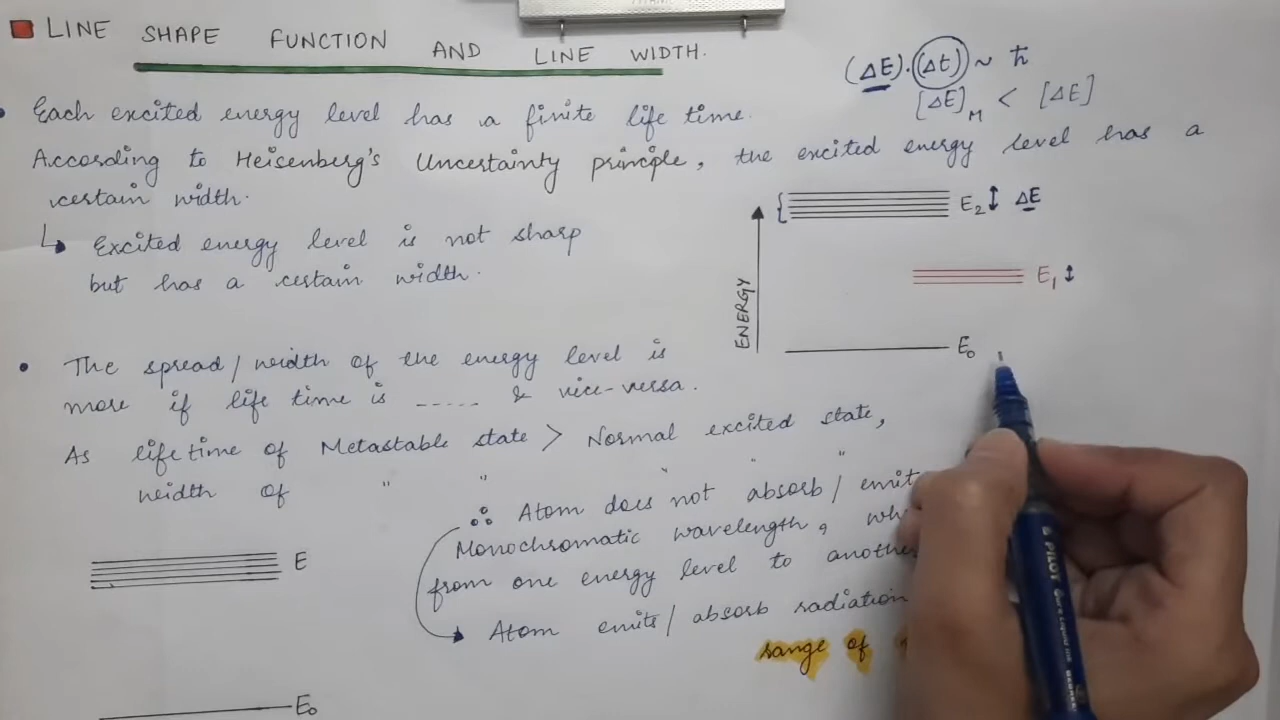 LINE SHAPE FUNCTION AND LINE WIDTH.
(ΔE).(Δt) ~ ħ
[ΔE]M < [ΔE]
Each excited energy level has a finite life time.
According to Heisenberg's Uncertainty principle, the excited energy level has a
certain width.
Excited energy level is not sharp
but has a certain width.
E2 ↕ ΔE
E1 ↕
ENERGY
E0
The spread/width of the energy level is
more if life time is _____ & vice-versa.
As lifetime of Metastable state > Normal excited state,
width of " " " " "
∴ Atom does not absorb/emit
Monochromatic wavelength,
from one energy level to another
Atom emits/absorb radiation
range of
E
E0
PILOT